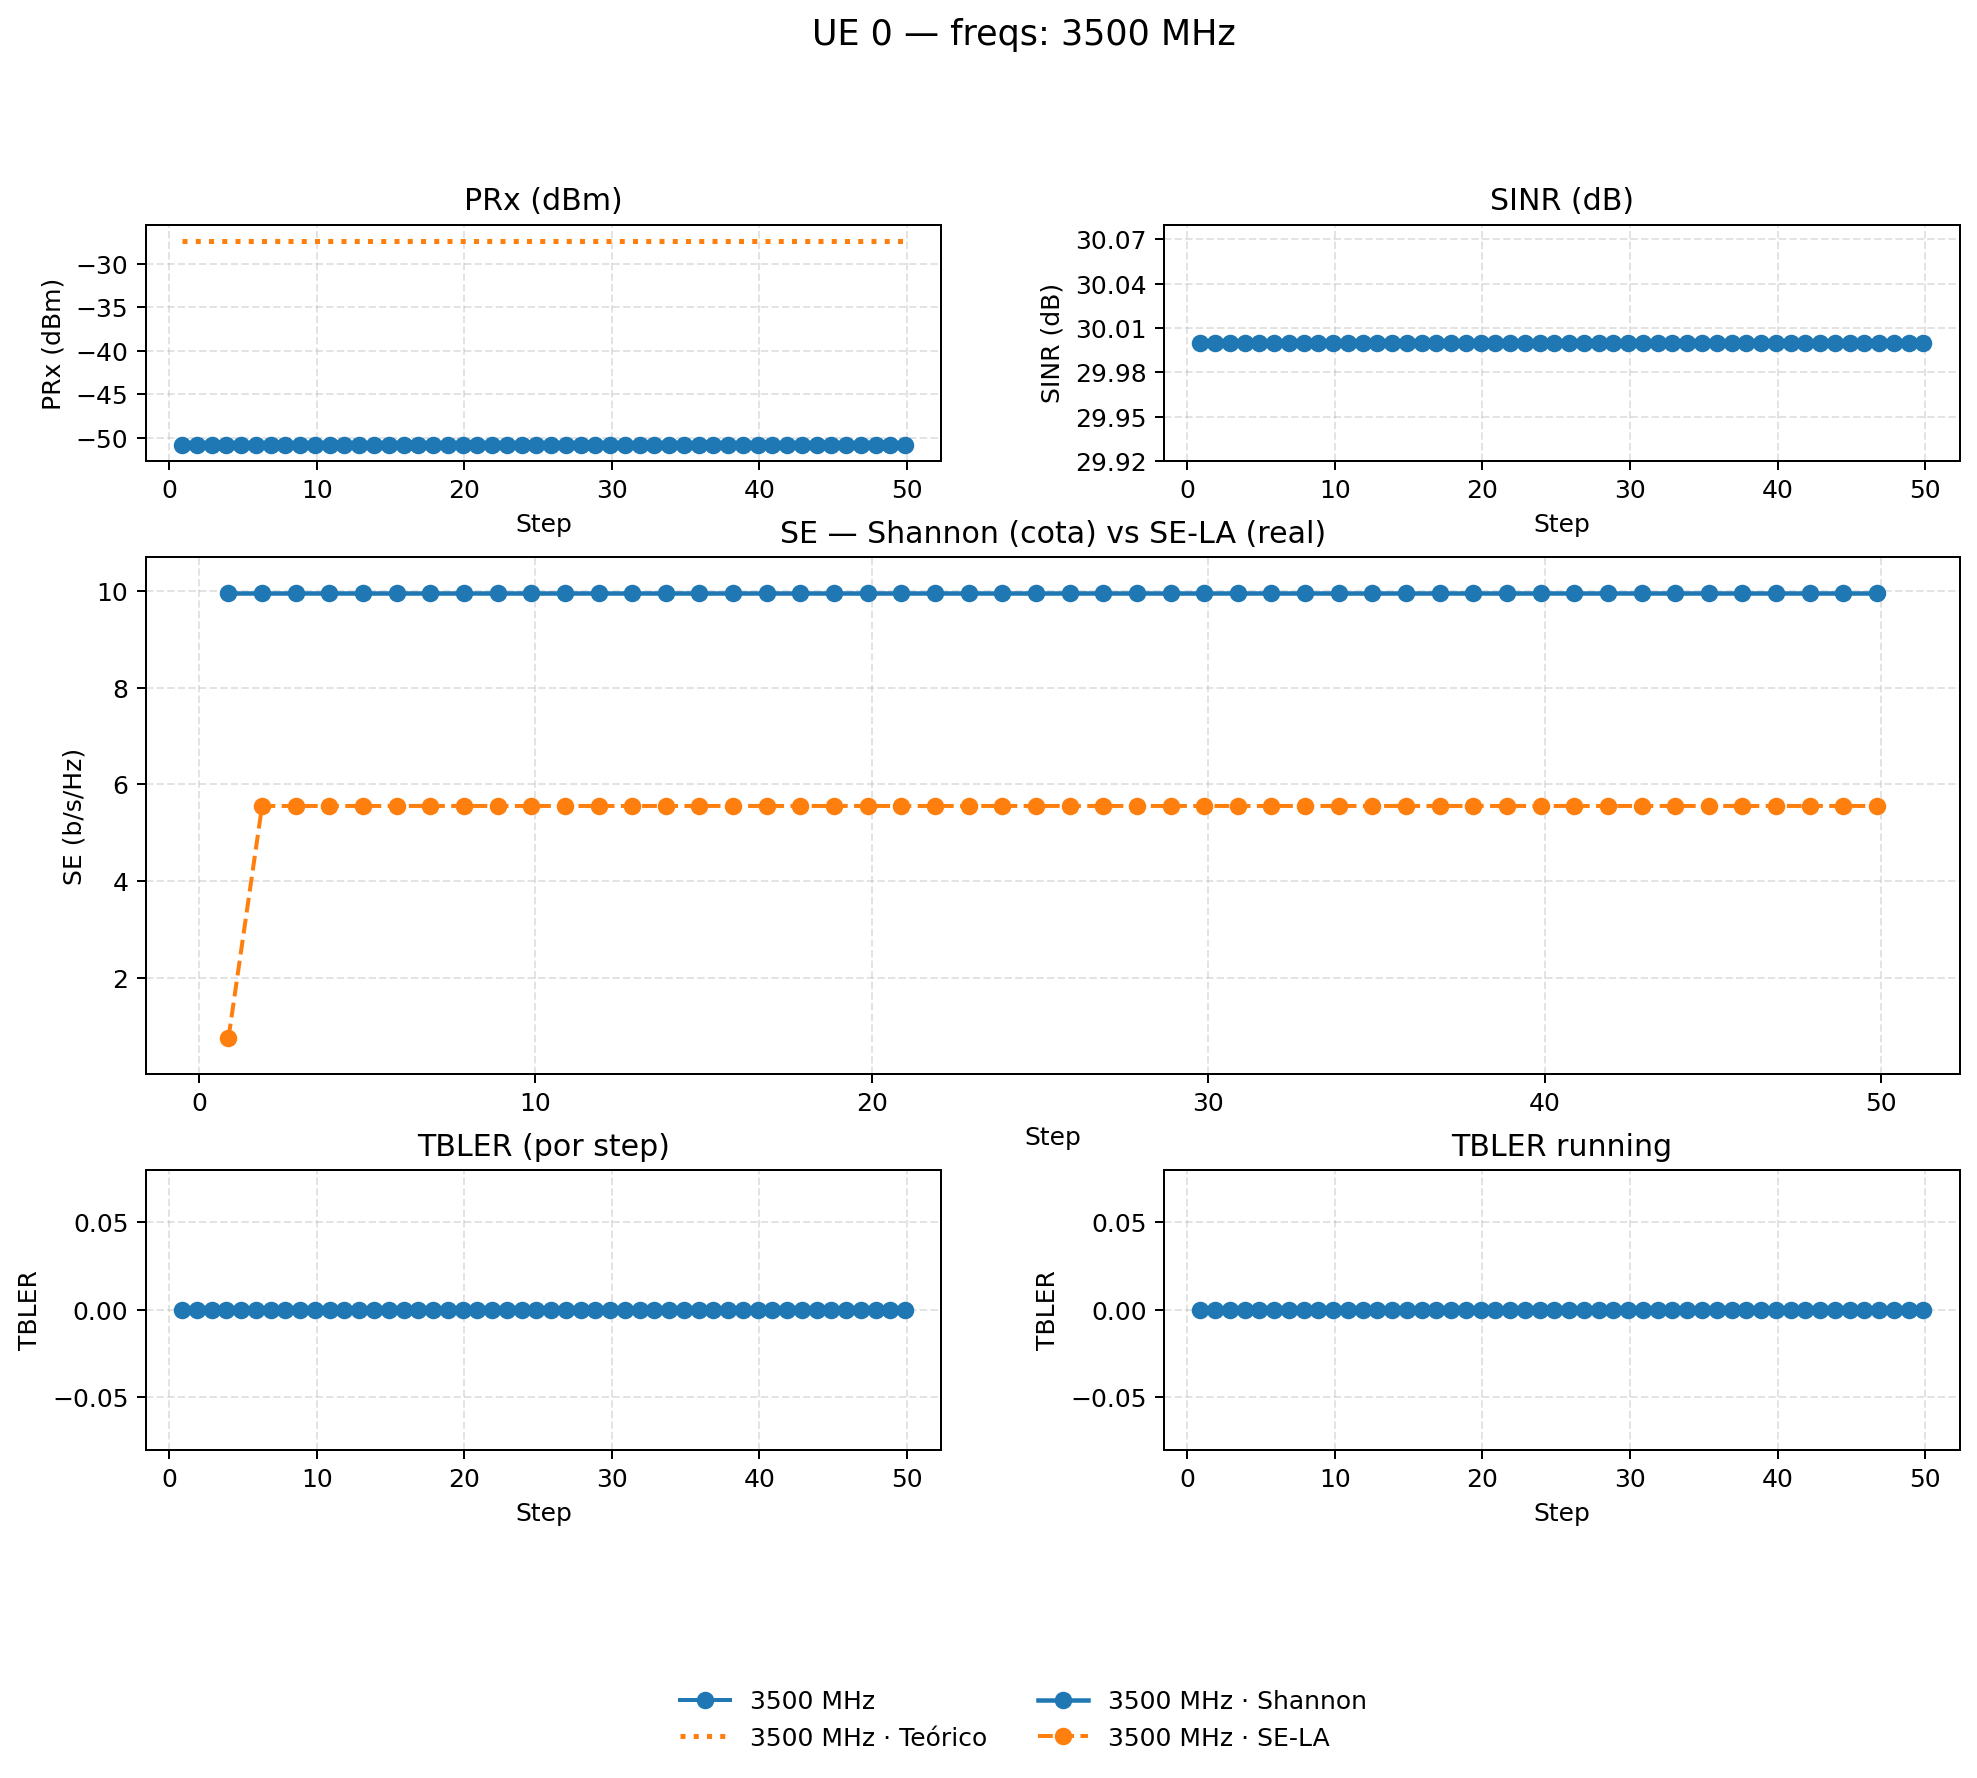 UE 0 — freqs: 3500 MHz
PRx (dBm)
PRx (dBm)
−30
−35
−40
−45
−50
0 10 20 30 40 50
Step
SINR (dB)
SINR (dB)
30.07
30.04
30.01
29.98
29.95
29.92
0 10 20 30 40 50
Step
SE — Shannon (cota) vs SE-LA (real)
SE (b/s/Hz)
10
8
6
4
2
0 10 20 30 40 50
Step
TBLER (por step)
TBLER
0.05
0.00
−0.05
0 10 20 30 40 50
Step
TBLER running
TBLER
0.05
0.00
−0.05
0 10 20 30 40 50
Step
3500 MHz
3500 MHz · Teórico
3500 MHz · Shannon
3500 MHz · SE-LA